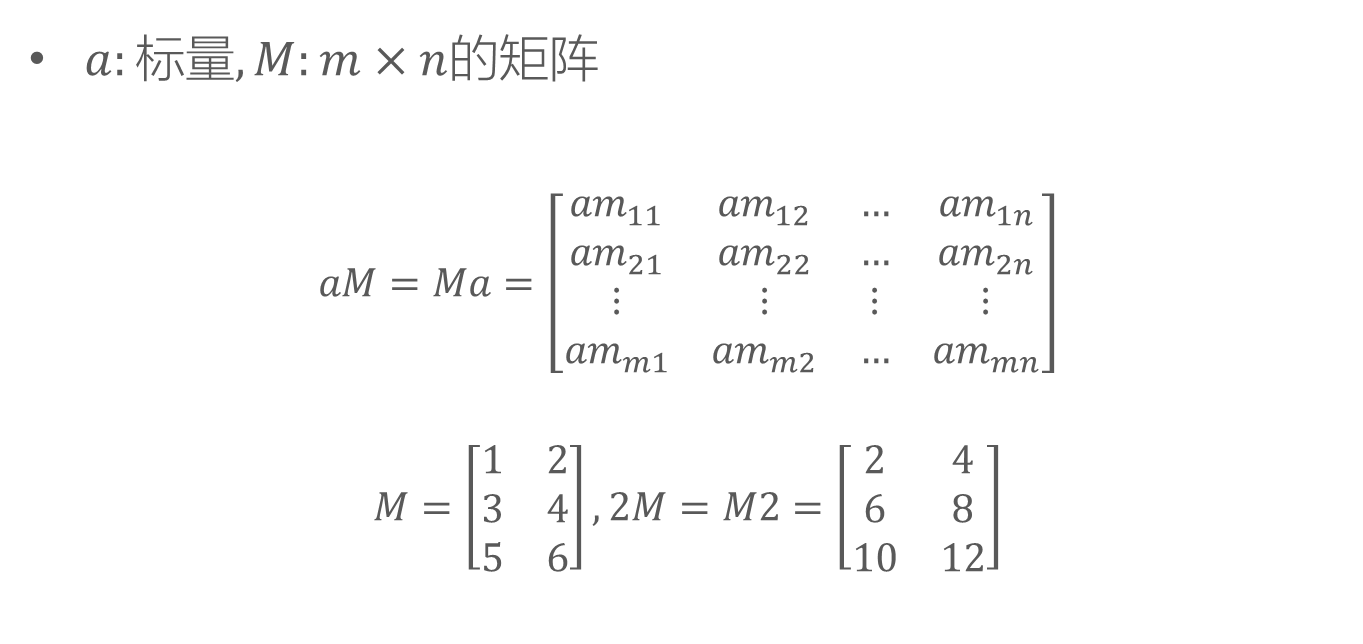 • a: 标量, M: m × n的矩阵
aM = Ma = [am₁₁ am₁₂ … am₁ₙ
am₂₁ am₂₂ … am₂ₙ
⋮ ⋮ ⋮ ⋮
amₘ₁ amₘ₂ … amₘₙ]
M = [1 2
3 4
5 6], 2M = M2 = [2 4
6 8
10 12]